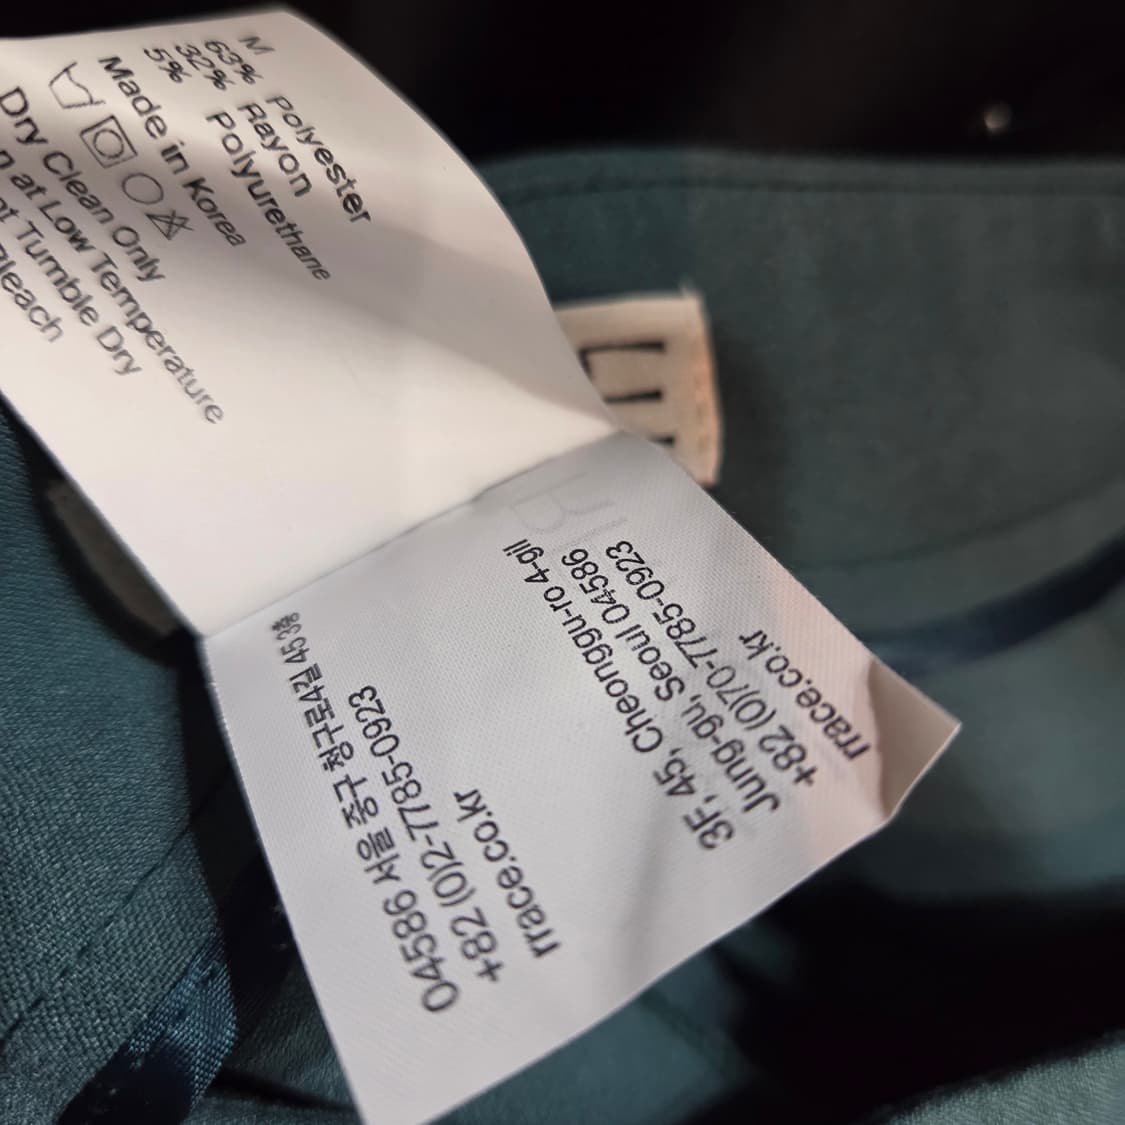 M
63% Polyester
32% Rayon
5% Polyurethane
Made in Korea
Dry Clean Only
at Low Temperature
Tumble Dry
Bleach
04586 서울 중구 청구로4길 45 3층
+82 (0)2-7785-0923
rrace.co.kr
3F, 45, Cheonggu-ro 4-gil
Jung-gu, Seoul 04586
+82 (0)70-7785-0923
rrace.co.kr